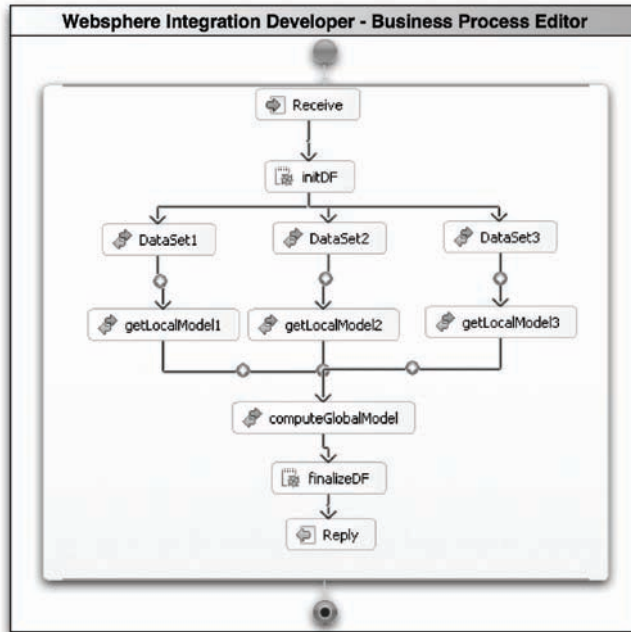 Websphere Integration Developer - Business Process Editor
Receive
initDF
DataSet1
DataSet2
DataSet3
getLocalModel1
getLocalModel2
getLocalModel3
computeGlobalModel
finalizeDF
Reply